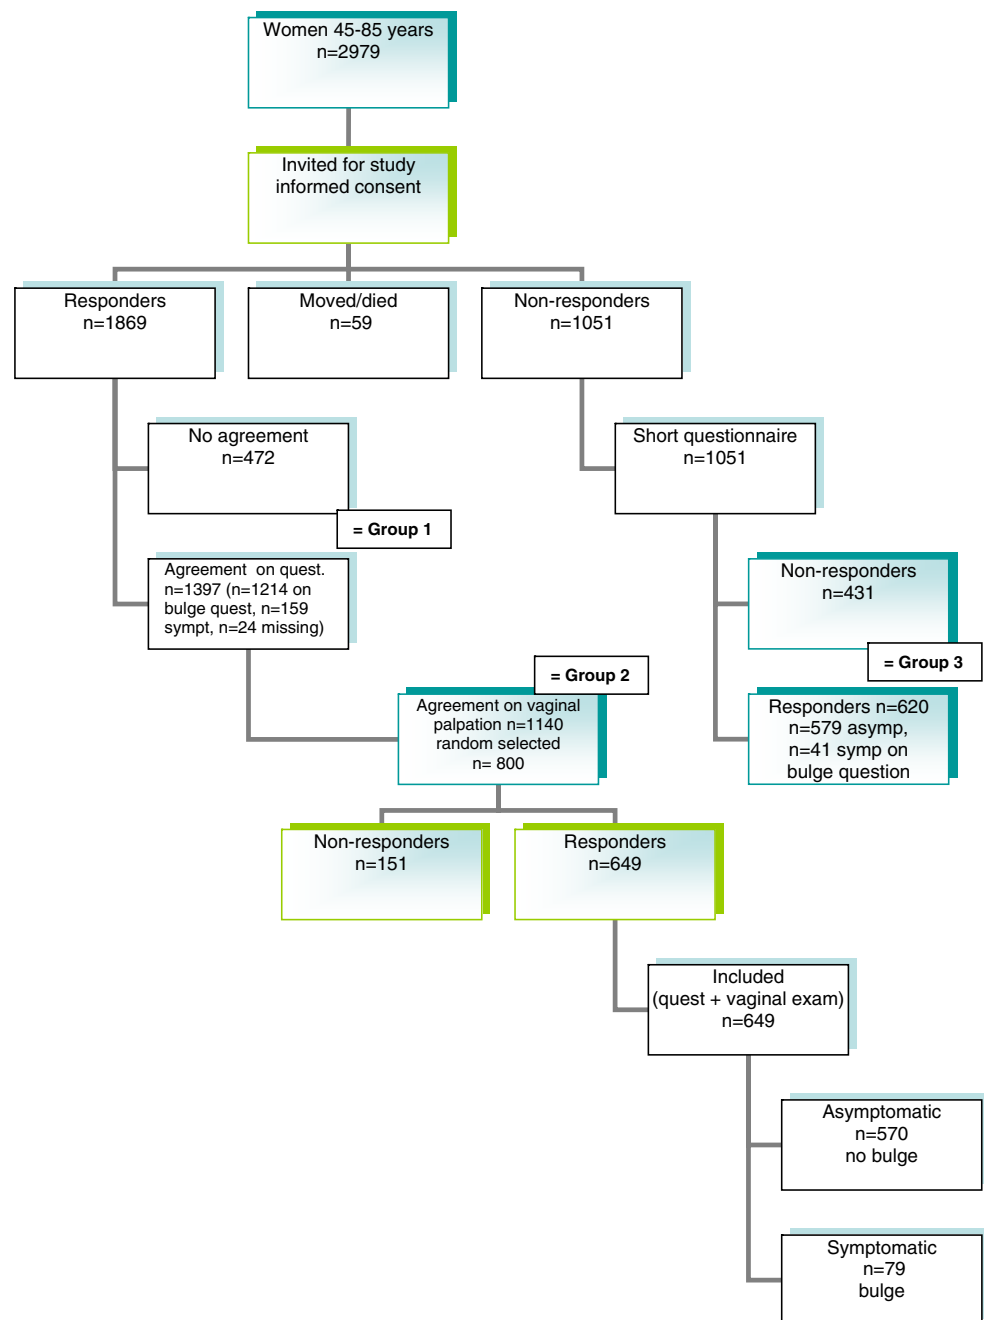 Women 45-85 years
n=2979
Invited for study
informed consent
Responders
n=1869
Moved/died
n=59
Non-responders
n=1051
No agreement
n=472
= Group 1
Short questionnaire
n=1051
Agreement on quest.
n=1397 (n=1214 on
bulge quest, n=159
sympt, n=24 missing)
Non-responders
n=431
= Group 3
= Group 2
Agreement on vaginal
palpation n=1140
random selected
n= 800
Responders n=620
n=579 asymp,
n=41 symp on
bulge question
Non-responders
n=151
Responders
n=649
Included
(quest + vaginal exam)
n=649
Asymptomatic
n=570
no bulge
Symptomatic
n=79
bulge